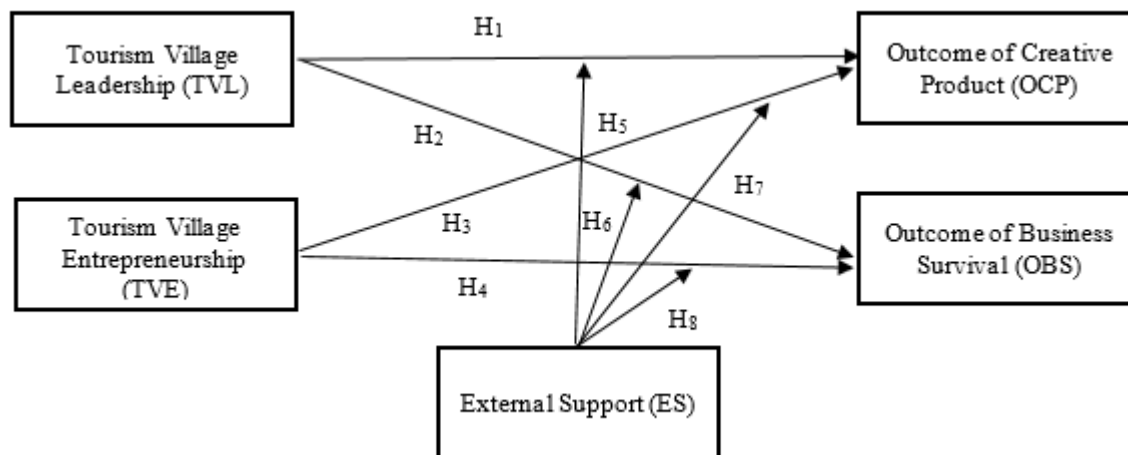 Tourism Village
Leadership (TVL)
H₁
Outcome of Creative
Product (OCP)
H₂
H₅
H₇
Tourism Village
Entrepreneurship
(TVE)
H₃
H₆
Outcome of Business
Survival (OBS)
H₄
H₈
External Support (ES)